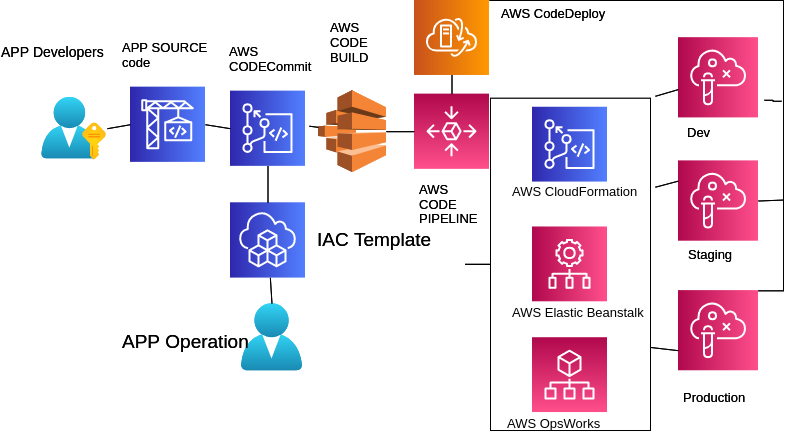 APP Developers
APP SOURCE
code
AWS
CODECommit
AWS
CODE
BUILD
AWS CodeDeploy
AWS
CODE
PIPELINE
IAC Template
APP Operation
AWS CloudFormation
AWS Elastic Beanstalk
AWS OpsWorks
Dev
Staging
Production